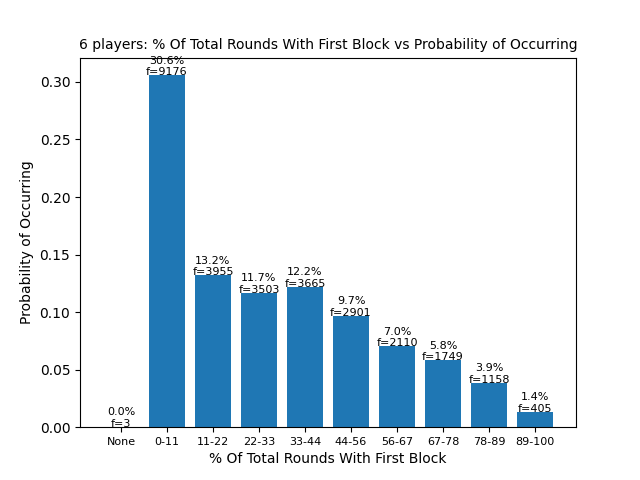 6 players: % Of Total Rounds With First Block vs Probability of Occurring
Probability of Occurring
0.30
0.25
0.20
0.15
0.10
0.05
0.00
0.0%
f=3
30.6%
f=9176
13.2%
f=3955
11.7%
f=3503
12.2%
f=3665
9.7%
f=2901
7.0%
f=2110
5.8%
f=1749
3.9%
f=1158
1.4%
f=405
None 0-11 11-22 22-33 33-44 44-56 56-67 67-78 78-89 89-100
% Of Total Rounds With First Block